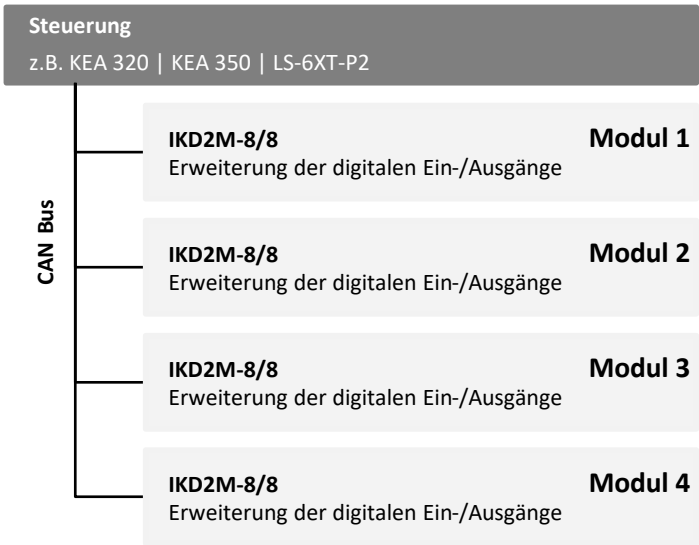 Steuerung
z.B. KEA 320 | KEA 350 | LS-6XT-P2
CAN Bus
IKD2M-8/8 Modul 1
Erweiterung der digitalen Ein-/Ausgänge
IKD2M-8/8 Modul 2
Erweiterung der digitalen Ein-/Ausgänge
IKD2M-8/8 Modul 3
Erweiterung der digitalen Ein-/Ausgänge
IKD2M-8/8 Modul 4
Erweiterung der digitalen Ein-/Ausgänge